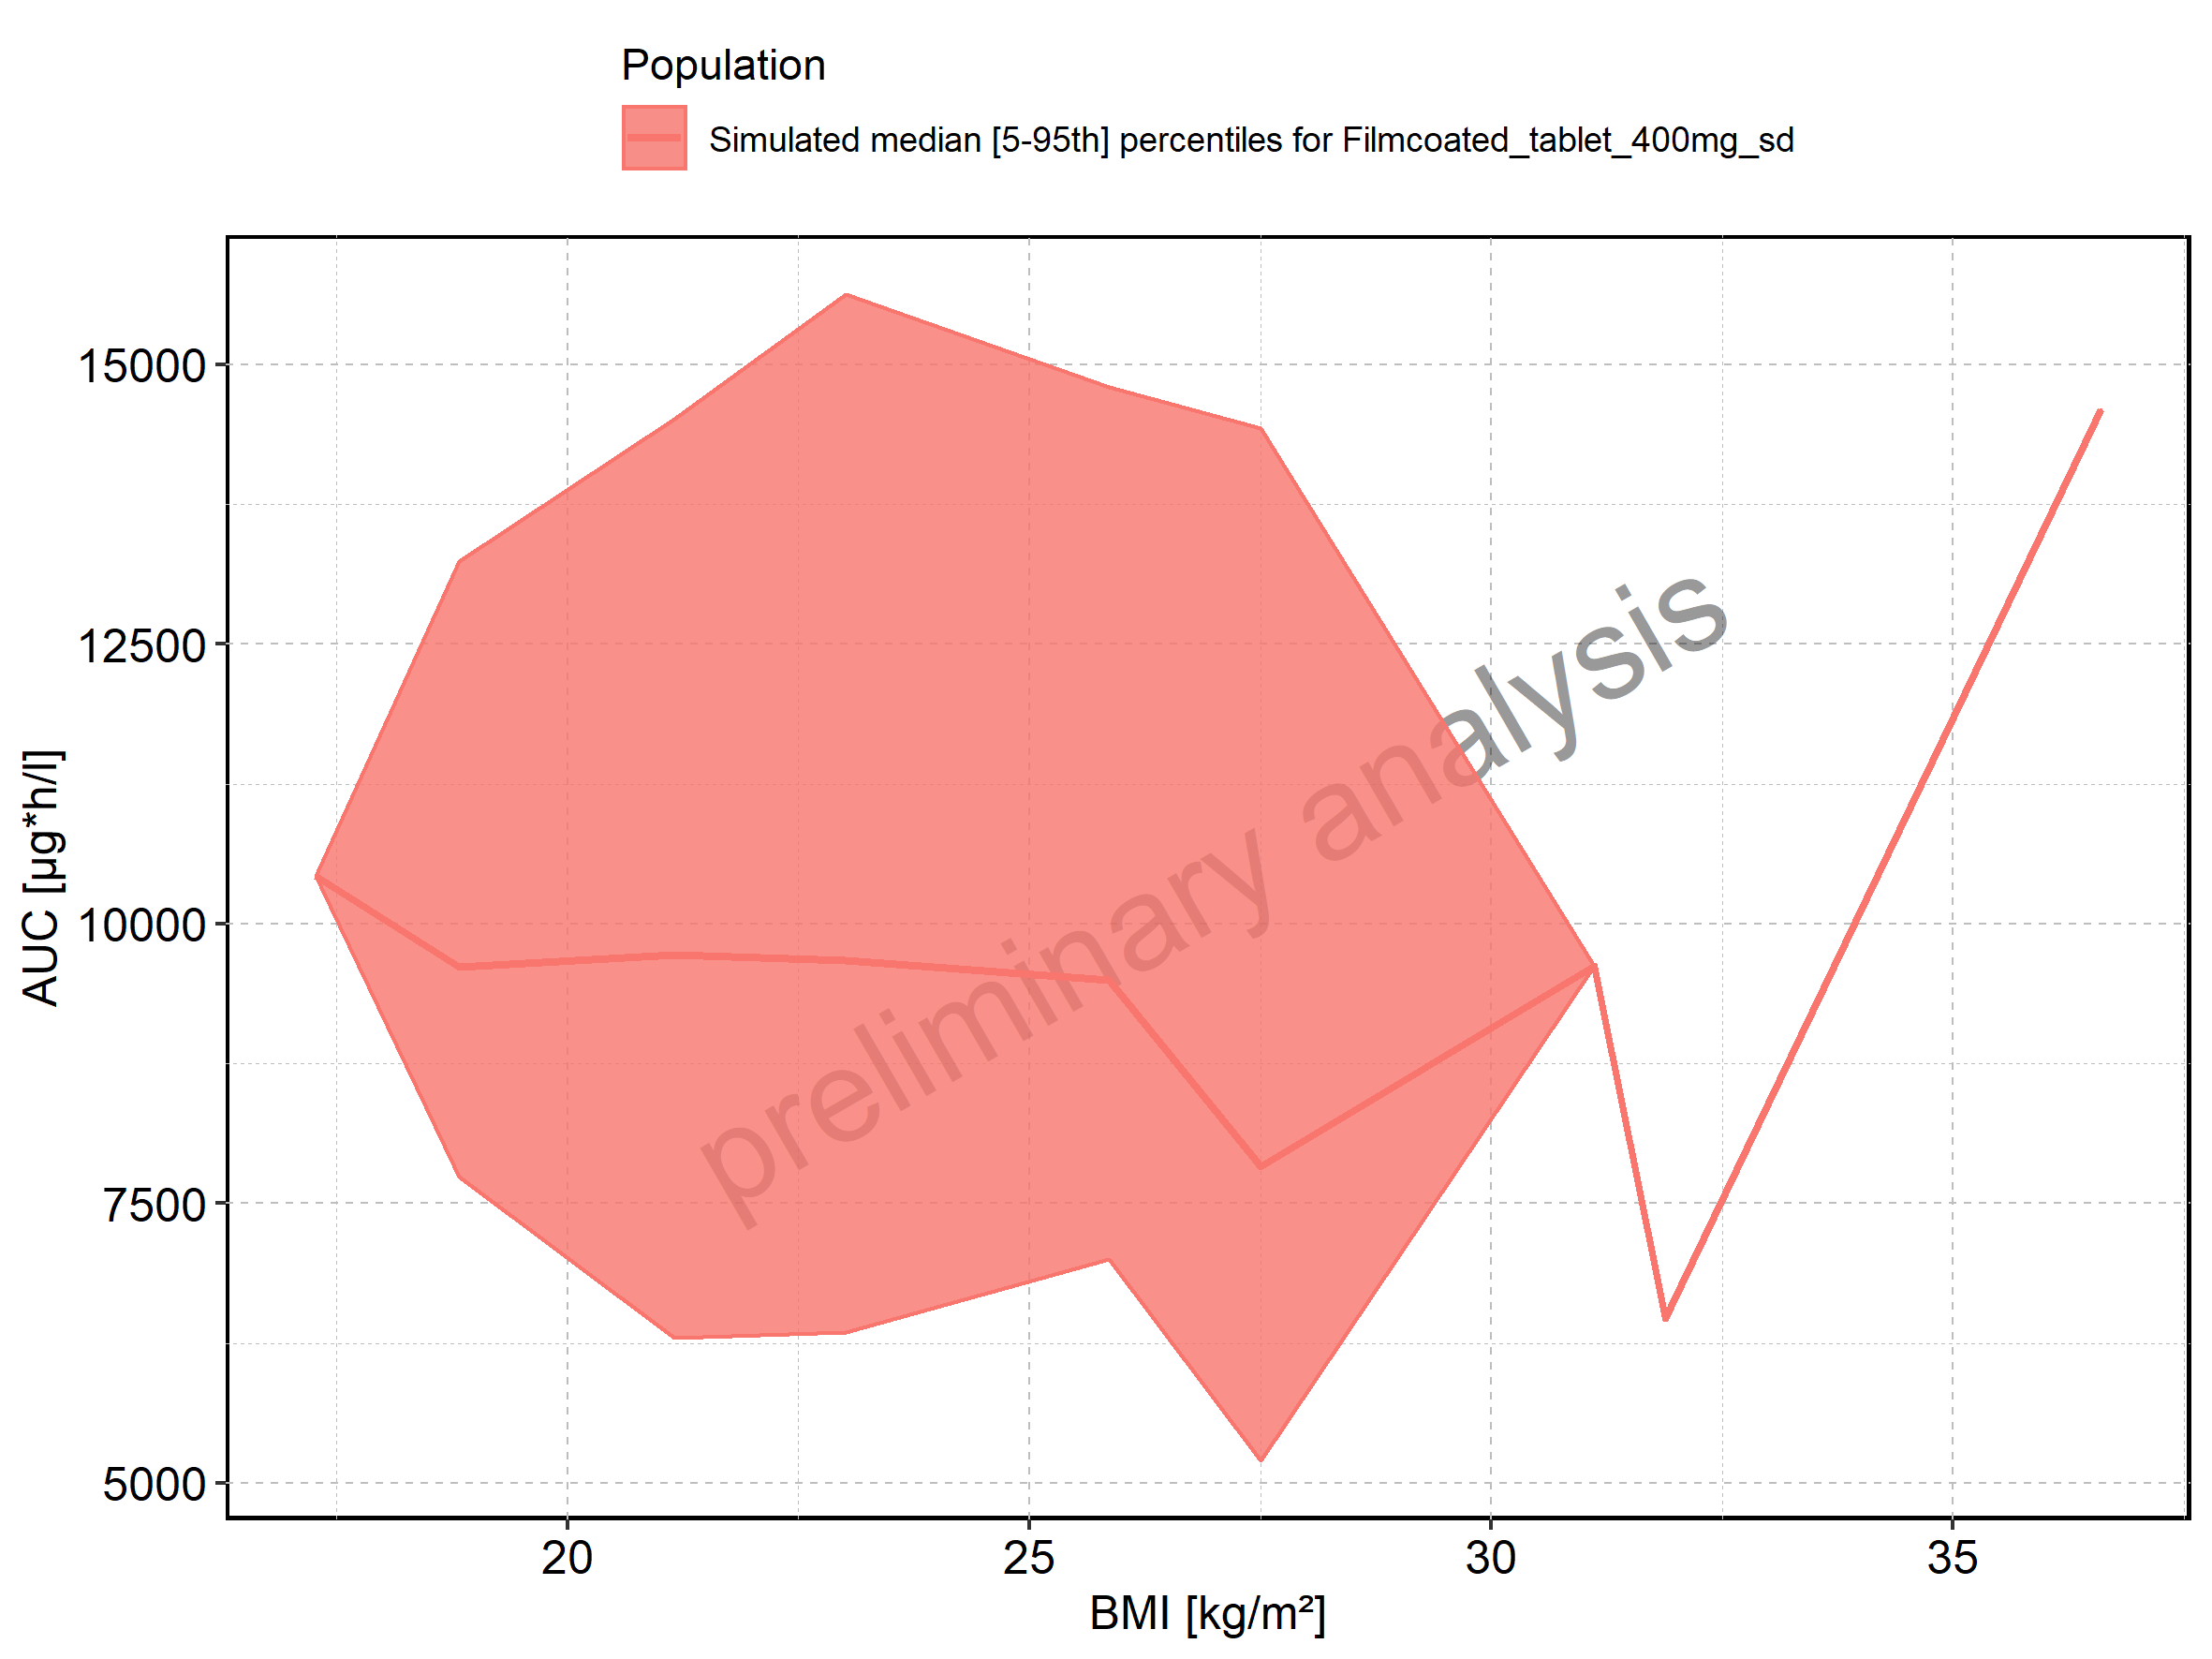 Population
Simulated median [5-95th] percentiles for Filmcoated_tablet_400mg_sd
15000
12500
10000
7500
5000
AUC [µg*h/l]
preliminary analysis
20 25 30 35
BMI [kg/m²]